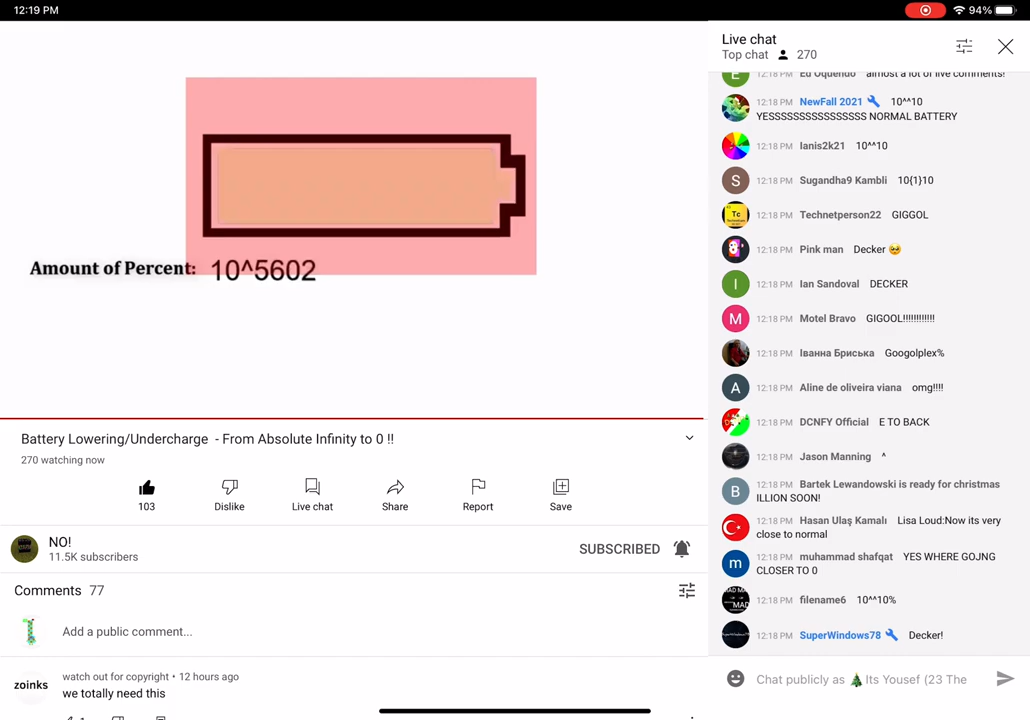 12:19 PM
94%
Amount of Percent: 10^5602
Battery Lowering/Undercharge - From Absolute Infinity to 0 !!
270 watching now
103
Dislike
Live chat
Share
Report
Save
NO!
11.5K subscribers
SUBSCRIBED
Comments 77
Add a public comment...
zoinks
watch out for copyright • 12 hours ago
we totally need this
Live chat
Top chat 270
E 12:18 PM Ed Oquendo almost a lot of live comments!
12:18 PM NewFall 2021 10^^10
YESSSSSSSSSSSSSSSS NORMAL BATTERY
12:18 PM Ianis2k21 10^^10
S 12:18 PM Sugandha9 Kambli 10{1}10
Tc 12:18 PM Technetperson22 GIGGOL
12:18 PM Pink man Decker 🥹
I 12:18 PM Ian Sandoval DECKER
M 12:18 PM Motel Bravo GIGOOL!!!!!!!!!!!!
12:18 PM Іванна Бриська Googolplex%
A 12:18 PM Aline de oliveira viana omg!!!!
12:18 PM DCNFY Official E TO BACK
12:18 PM Jason Manning ^
B 12:18 PM Bartek Lewandowski is ready for christmas
ILLION SOON!
12:18 PM Hasan Ulaş Kamalı Lisa Loud:Now its very
close to normal
m 12:18 PM muhammad shafqat YES WHERE GOJNG
CLOSER TO 0
12:18 PM filename6 10^^10%
12:18 PM SuperWindows78 Decker!
Chat publicly as 🎄Its Yousef (23 The